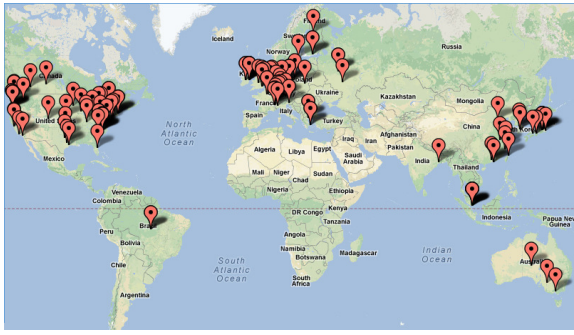 Iceland
Russia
Norway
Canada
Ukraine
Kazakhstan
Mongolia
France
Italy
Spain
Turkey
United
North
Atlantic
Ocean
China
Afghanistan
Iraq
Iran
Pakistan
Algeria
Libya
Egypt
Saudi
Arabia
Mexico
India
Thailand
Mali
Niger
Chad
Sudan
Nigeria
Ethiopia
Venezuela
Colombia
Kenya
DR Congo
Indonesia
Papua New
Guinea
Tanzania
Peru
Bolivia
Angola
Namibia
Botswana
Madagascar
Indian
Ocean
South
Atlantic
Ocean
Chile
South
Africa
Argentina